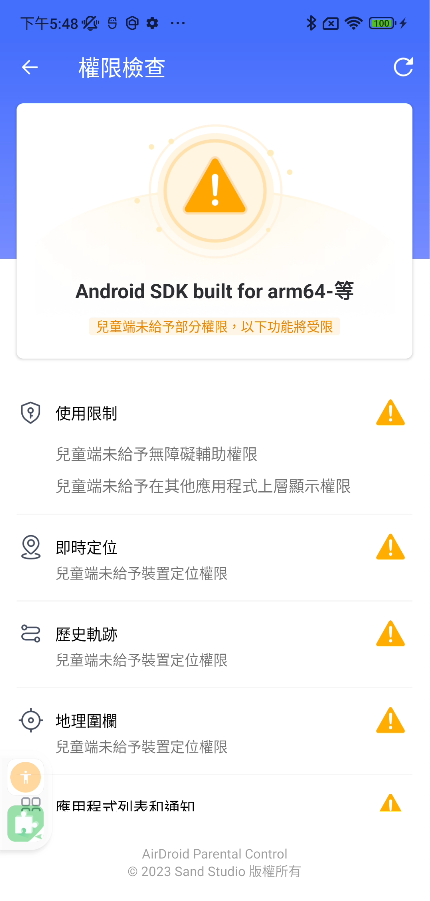 下午5:48
100
權限檢查
Android SDK built for arm64-等
兒童端未給予部分權限，以下功能將受限
使用限制
兒童端未給予無障礙輔助權限
兒童端未給予在其他應用程式上層顯示權限
即時定位
兒童端未給予裝置定位權限
歷史軌跡
兒童端未給予裝置定位權限
地理圍欄
兒童端未給予裝置定位權限
應用程式列表和通知
AirDroid Parental Control
© 2023 Sand Studio 版權所有